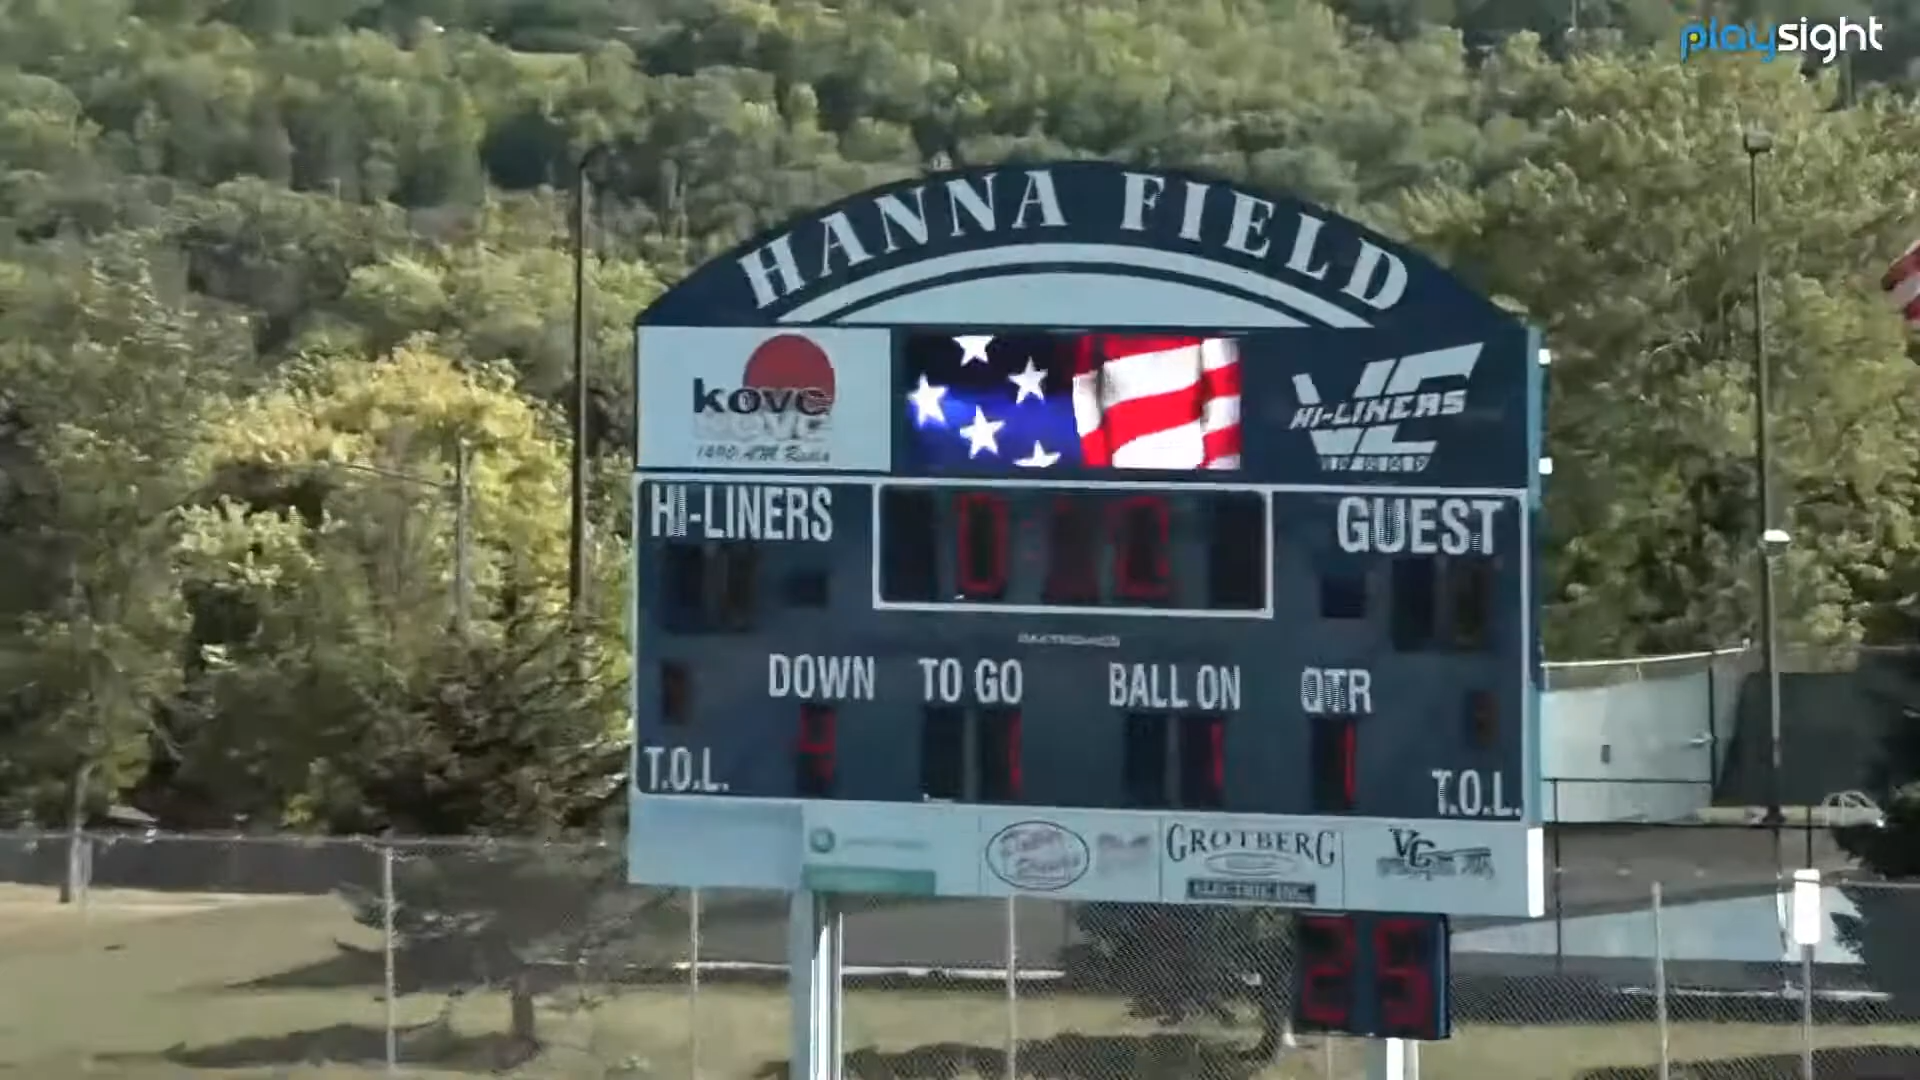 playsight
HANNA FIELD
kovc
1490 AM Radio
VC
HI-LINERS
HI-LINERS
GUEST
DOWN
TO GO
BALL ON
QTR
4
1
1
1
T.O.L.
T.O.L.
GROTBERG
ELECTRIC INC.
VC
25